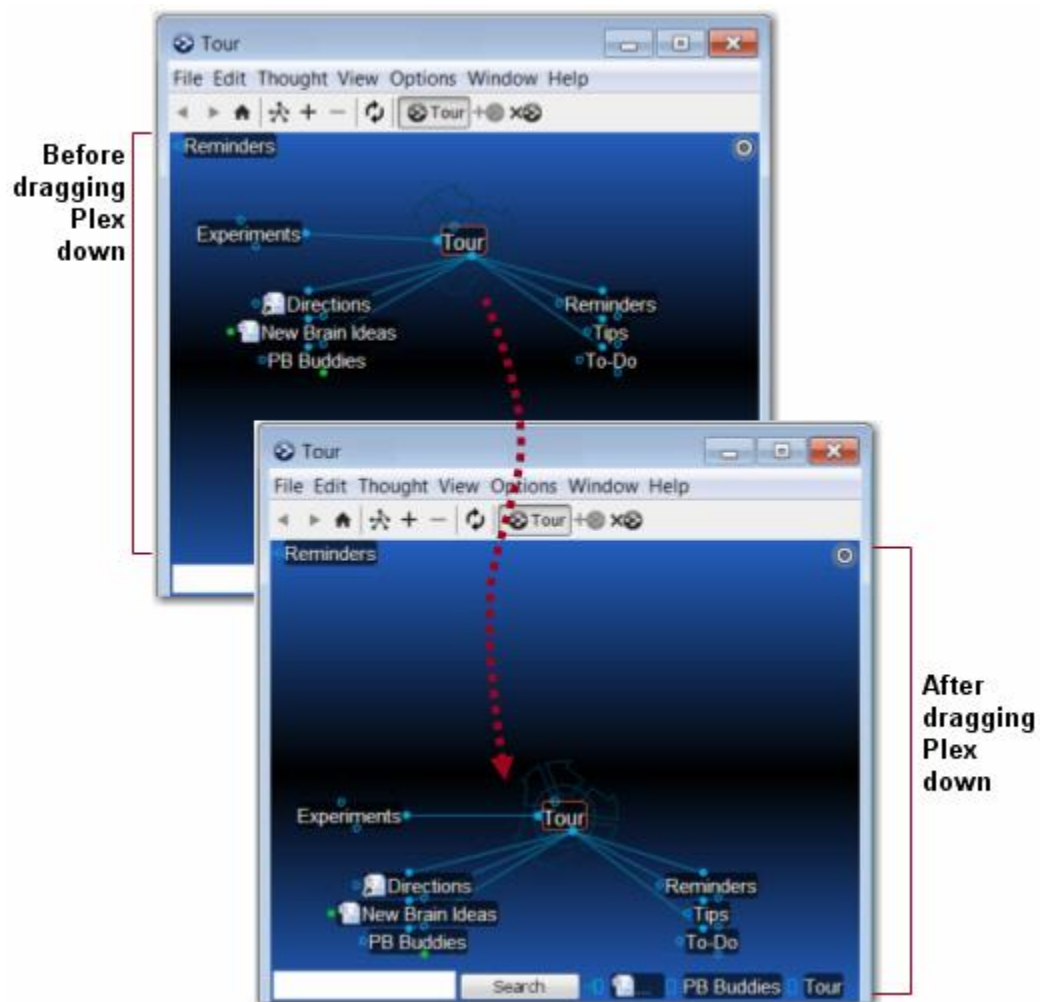 Tour
File Edit Thought View Options Window Help
Tour
Before
dragging
Plex
down
Reminders
Experiments
Tour
Directions
Reminders
New Brain Ideas
Tips
PB Buddies
To-Do
Tour
File Edit Thought View Options Window Help
Tour
Reminders
After
dragging
Plex
down
Experiments
Tour
Directions
Reminders
New Brain Ideas
Tips
PB Buddies
To-Do
Search ... PB Buddies Tour